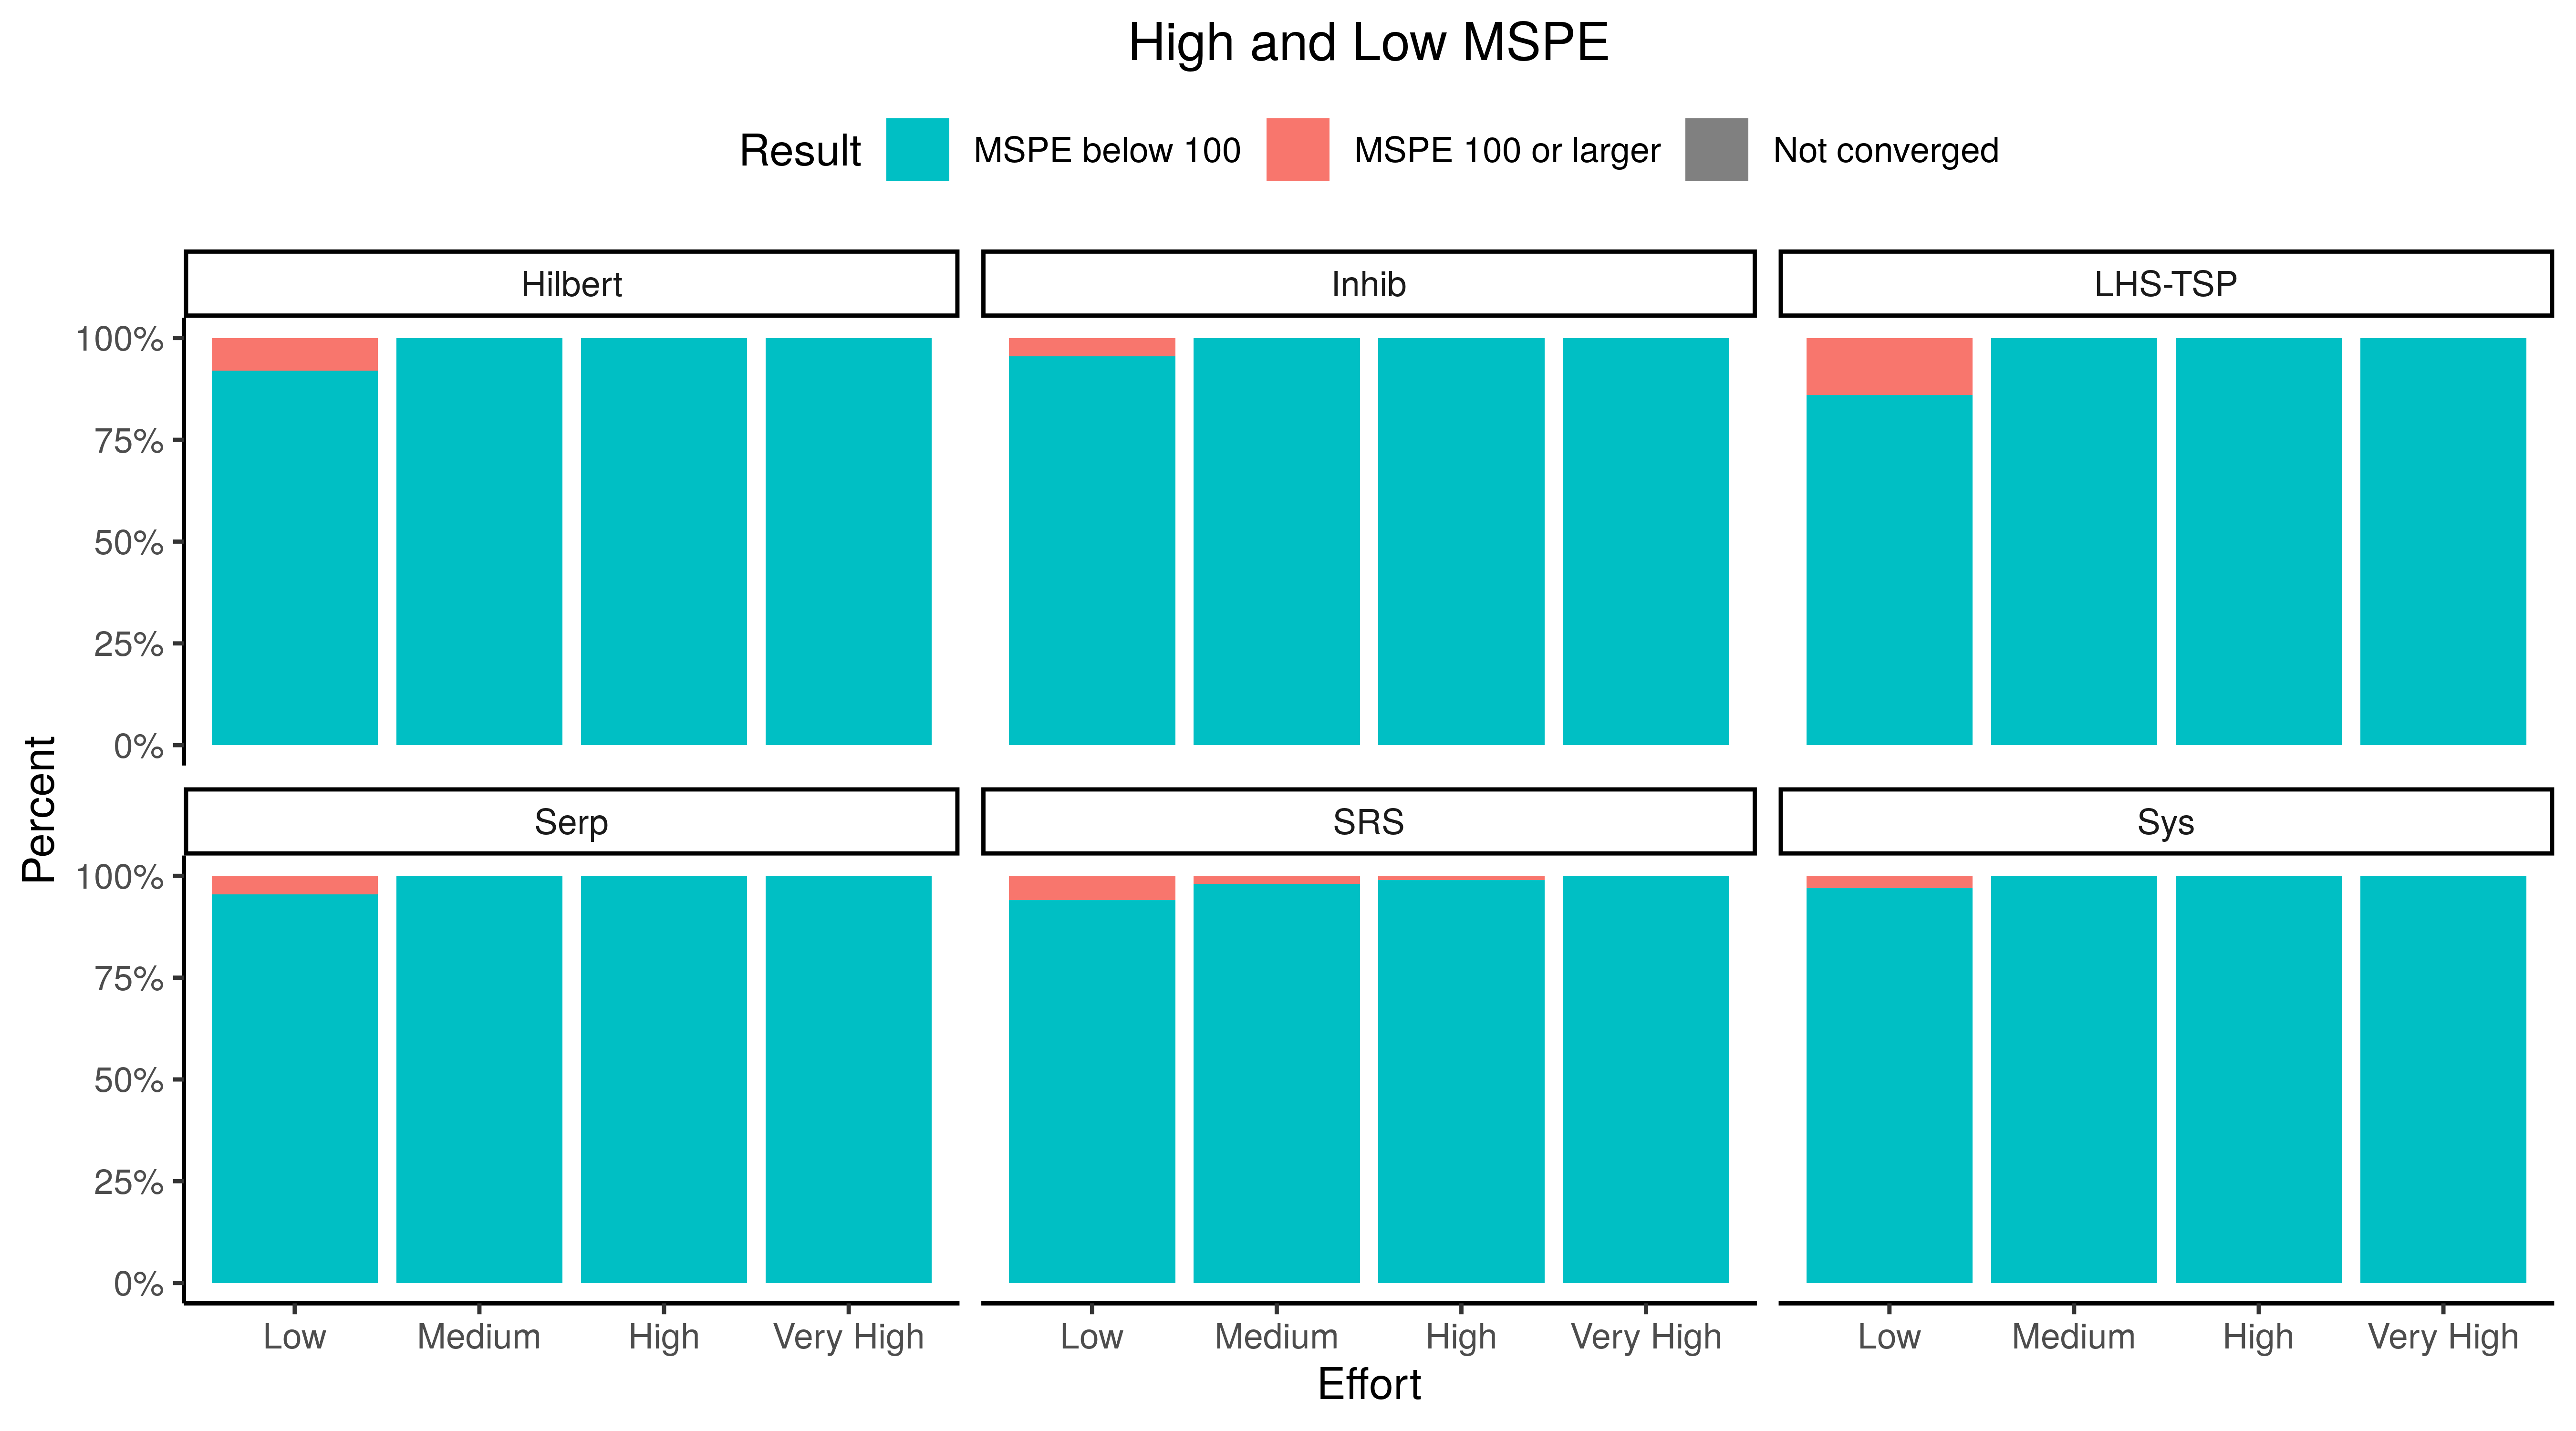 High and Low MSPE
Result MSPE below 100 MSPE 100 or larger Not converged
Hilbert Inhib LHS-TSP
100%
75%
50%
25%
0%
Percent
Serp SRS Sys
100%
75%
50%
25%
0%
Low Medium High Very High Low Medium High Very High Low Medium High Very High
Effort